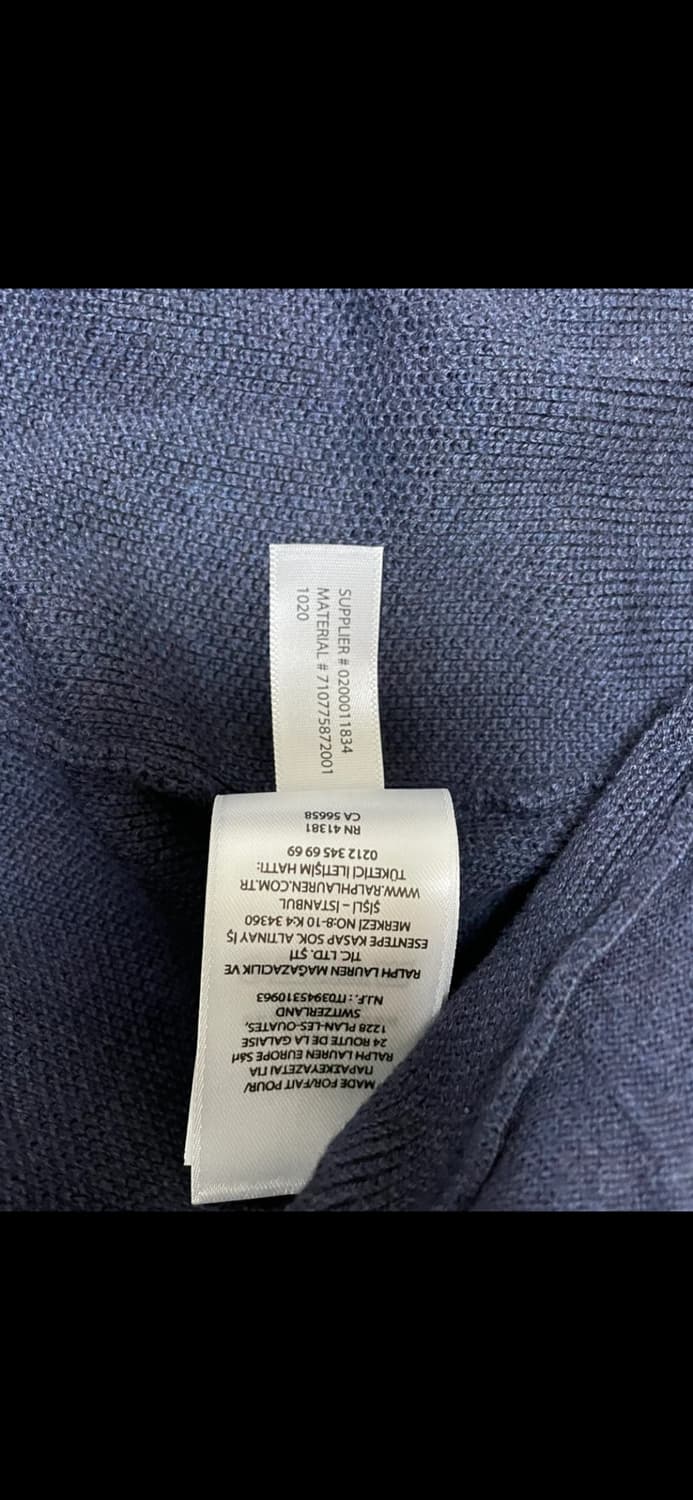 SUPPLIER # 0200011834
MATERIAL # 710775872001
1020
MADE FOR/FAIT POUR/
ΠΑΡΑΣΚΕΥΑΖΕΤΑΙ ΓΙΑ
RALPH LAUREN EUROPE Sàrl
24 ROUTE DE LA GALAISE
1228 PLAN-LES-OUATES,
SWITZERLAND
N.I.F. : IT03945310963
RALPH LAUREN MAĞAZACILIK VE
TİC. LTD. ŞTİ
ESENTEPE KASAP SOK. ALTINAY İŞ
MERKEZİ NO:8-10 K:4 34360
ŞİŞLİ – İSTANBUL
WWW.RALPHLAUREN.COM.TR
TÜKETİCİ İLETİŞİM HATTI:
0212 345 69 69
RN 41381
CA 56658